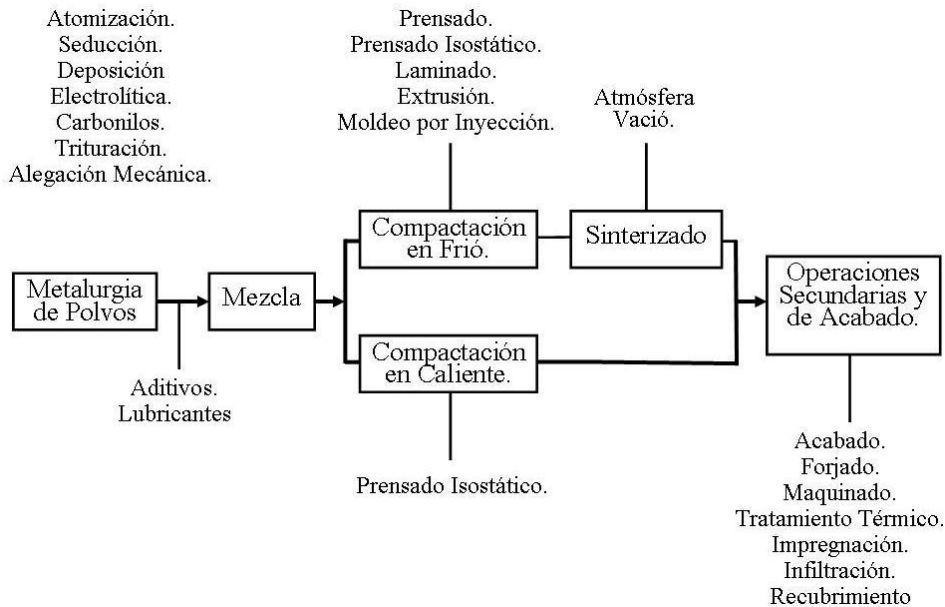 Atomización.
Seducción.
Deposición
Electrolítica.
Carbonilos.
Trituración.
Alegación Mecánica.
Prensado.
Prensado Isostático.
Laminado.
Extrusión.
Moldeo por Inyección.
Atmósfera
Vació.
Metalurgia
de Polvos
Mezcla
Compactación
en Frió.
Sinterizado
Compactación
en Caliente.
Operaciones
Secundarias y
de Acabado.
Aditivos.
Lubricantes
Prensado Isostático.
Acabado.
Forjado.
Maquinado.
Tratamiento Térmico.
Impregnación.
Infiltración.
Recubrimiento